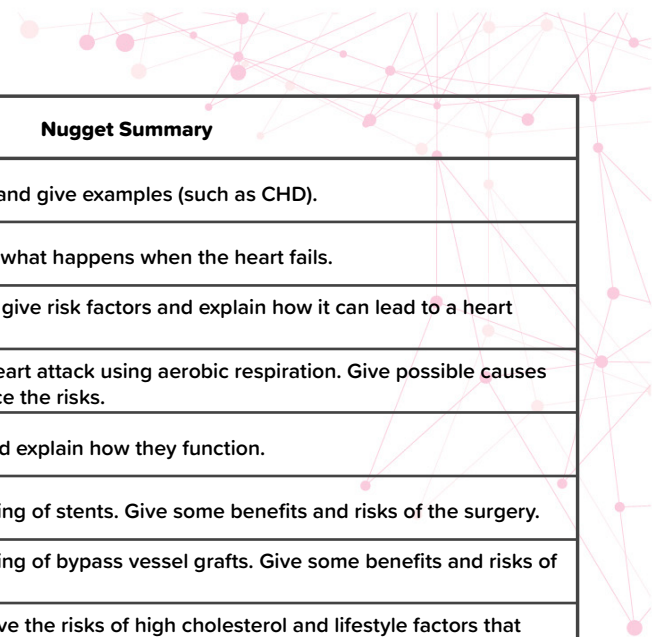 Nugget Summary
and give examples (such as CHD).
what happens when the heart fails.
give risk factors and explain how it can lead to a heart
eart attack using aerobic respiration. Give possible causes
ce the risks.
d explain how they function.
ing of stents. Give some benefits and risks of the surgery.
ing of bypass vessel grafts. Give some benefits and risks of
ve the risks of high cholesterol and lifestyle factors that